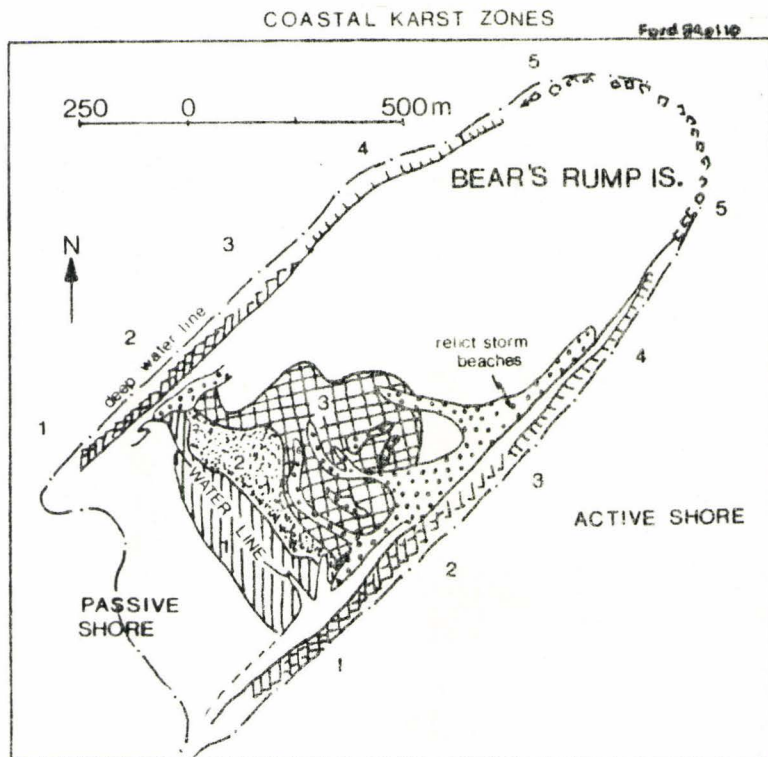 COASTAL KARST ZONES
5
250 0 500m
4
BEAR'S RUMP IS.
3
5
N
2
deep water line
relict storm
beaches
4
3
1
2
3
WATER LINE
ACTIVE SHORE
2
PASSIVE
SHORE
1